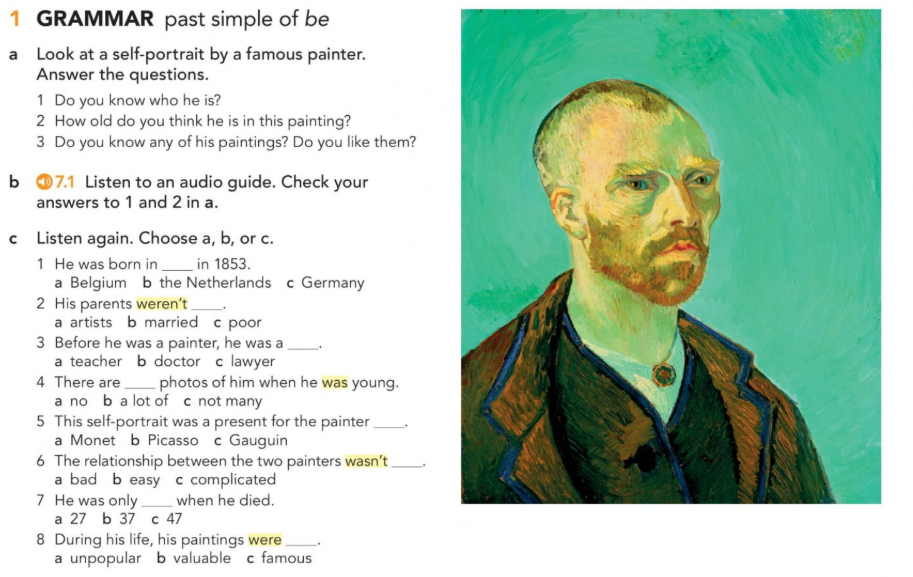 1 GRAMMAR past simple of be
a Look at a self-portrait by a famous painter.
Answer the questions.
1 Do you know who he is?
2 How old do you think he is in this painting?
3 Do you know any of his paintings? Do you like them?
b 7.1 Listen to an audio guide. Check your
answers to 1 and 2 in a.
c Listen again. Choose a, b, or c.
1 He was born in ____ in 1853.
a Belgium b the Netherlands c Germany
2 His parents weren't ____.
a artists b married c poor
3 Before he was a painter, he was a ____.
a teacher b doctor c lawyer
4 There are ____ photos of him when he was young.
a no b a lot of c not many
5 This self-portrait was a present for the painter ____.
a Monet b Picasso c Gauguin
6 The relationship between the two painters wasn't ____.
a bad b easy c complicated
7 He was only ____ when he died.
a 27 b 37 c 47
8 During his life, his paintings were ____.
a unpopular b valuable c famous